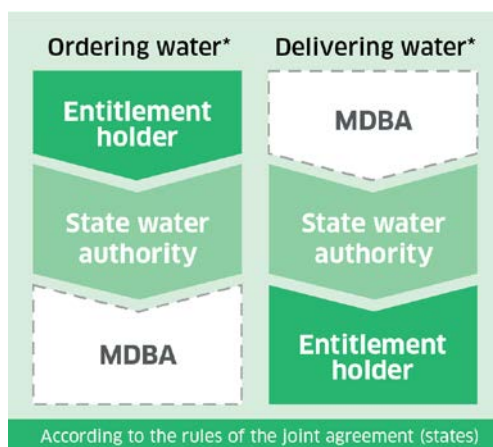 Ordering water*
Entitlement
holder
State water
authority
MDBA
Delivering water*
MDBA
State water
authority
Entitlement
holder
According to the rules of the joint agreement (states)